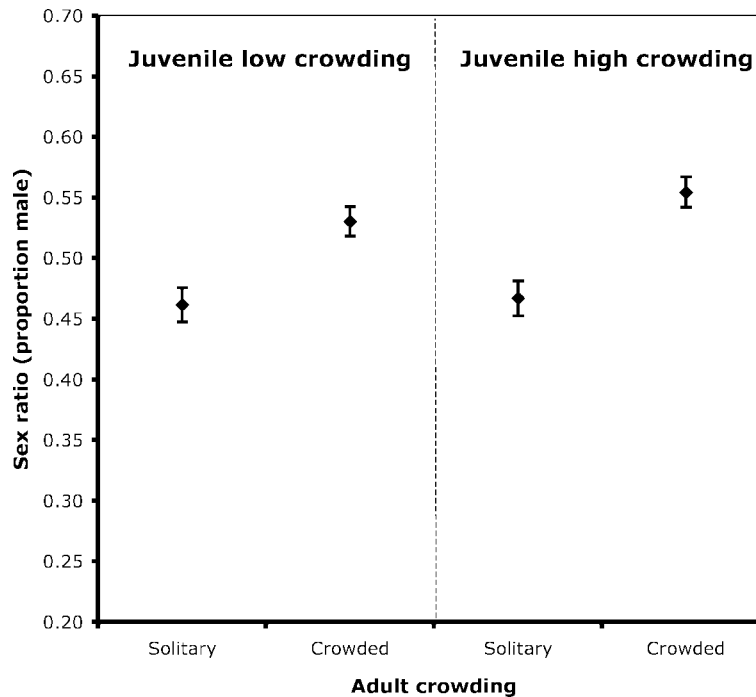 0.70
Juvenile low crowding
Juvenile high crowding
0.65
0.60
0.55
0.50
0.45
0.40
0.35
0.30
0.25
0.20
Sex ratio (proportion male)
Solitary
Crowded
Solitary
Crowded
Adult crowding